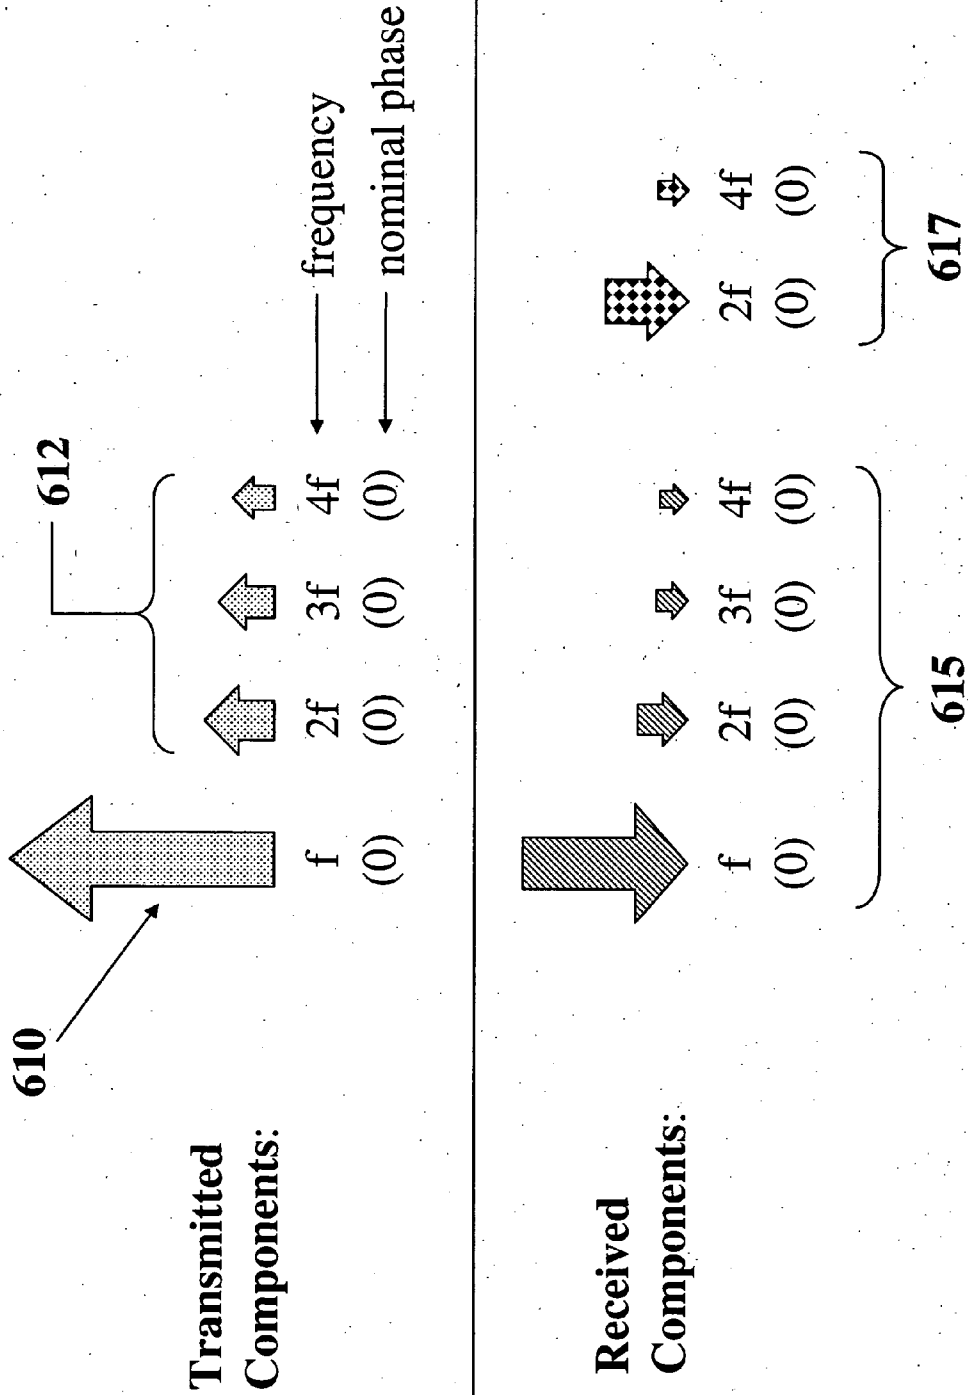 610
612
Transmitted
Components:
f 2f 3f 4f frequency
(0) (0) (0) (0) nominal phase
Received
Components:
f 2f 3f 4f 2f 4f
(0) (0) (0) (0) (0) (0)
615 617